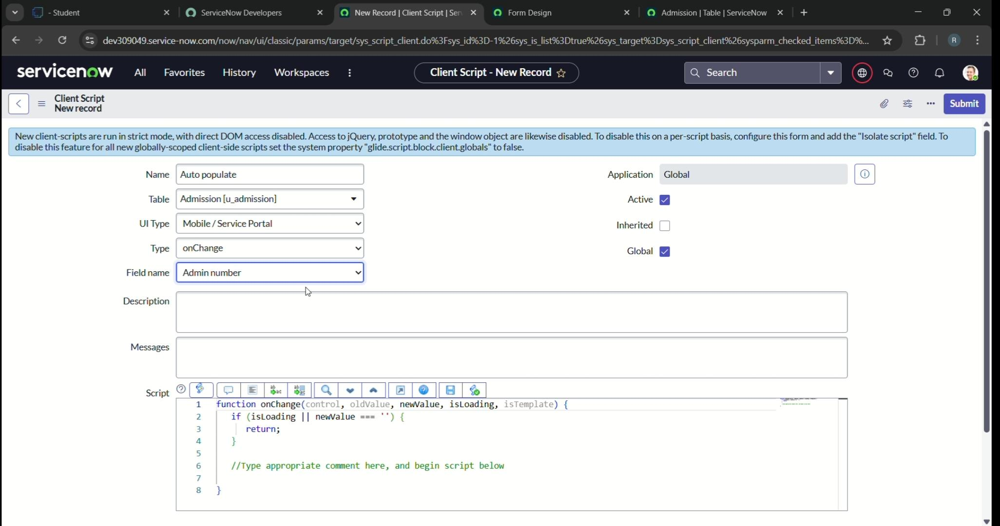 - Student
ServiceNow Developers
New Record | Client Script | Ser
Form Design
Admission | Table | ServiceNow
dev309049.service-now.com/now/nav/ui/classic/params/target/sys_script_client.do%3Fsys_id%3D-1%26sys_is_list%3Dtrue%26sys_target%3Dsys_script_client%26sysparm_checked_items%3D%...
R
servicenow
All
Favorites
History
Workspaces
Client Script - New Record
Search
Client Script
New record
Submit
New client-scripts are run in strict mode, with direct DOM access disabled. Access to jQuery, prototype and the window object are likewise disabled. To disable this on a per-script basis, configure this form and add the "Isolate script" field. To
disable this feature for all new globally-scoped client-side scripts set the system property "glide.script.block.client.globals" to false.
Name Auto populate
Application Global
Table Admission [u_admission]
Active
UI Type Mobile / Service Portal
Inherited
Type onChange
Global
Field name Admin number
Description
Messages
Script
1 function onChange(control, oldValue, newValue, isLoading, isTemplate) {
2 if (isLoading || newValue === '') {
3 return;
4 }
5
6 //Type appropriate comment here, and begin script below
7
8 }